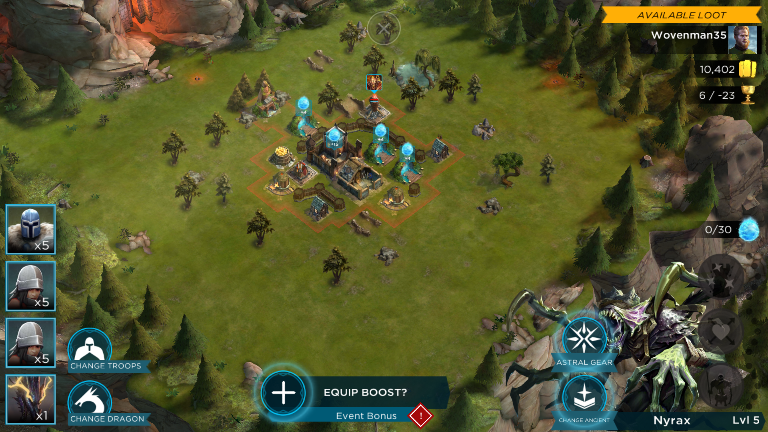 AVAILABLE LOOT
Wovenman35
10,402
6 / -23
0/30
x5
x5
x5
x1
CHANGE TROOPS
CHANGE DRAGON
EQUIP BOOST?
Event Bonus
ASTRAL GEAR
CHANGE ANCIENT
Nyrax Lvl 5